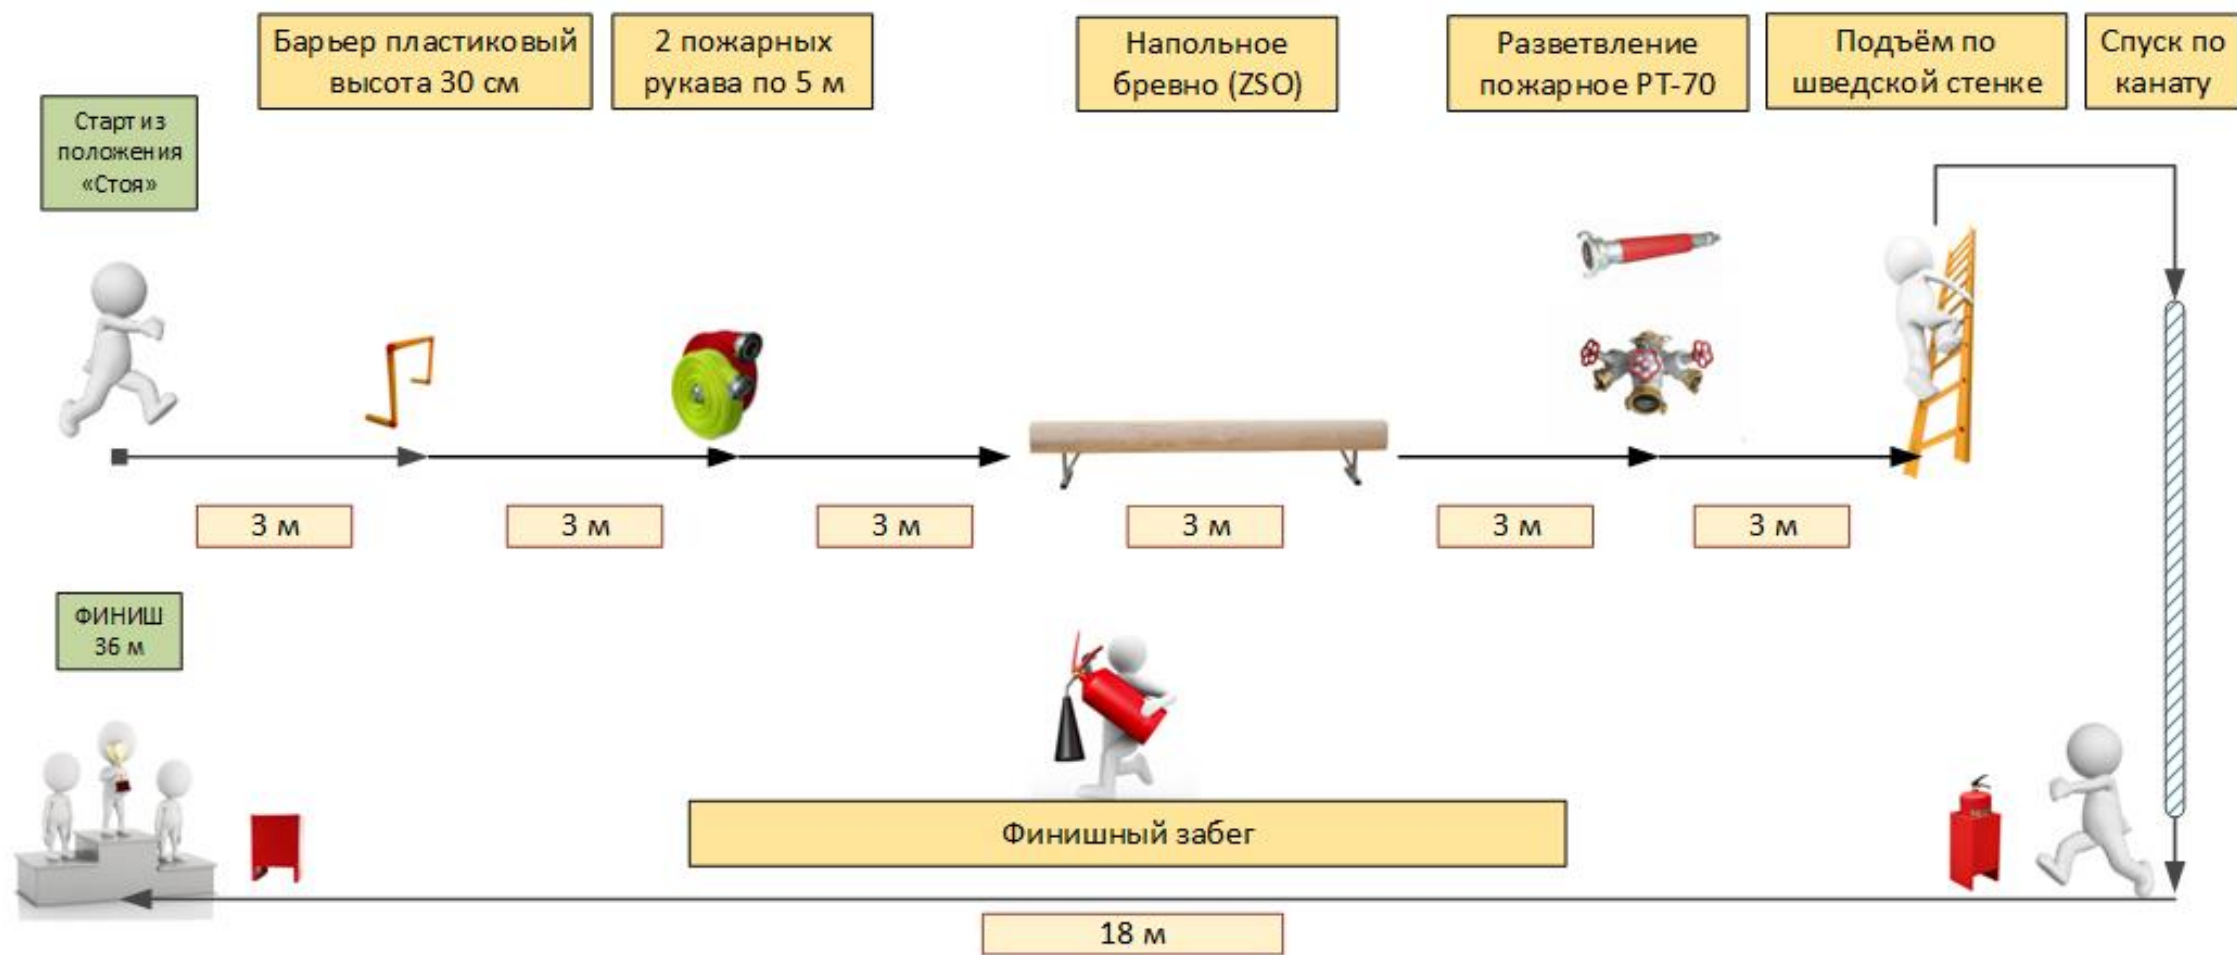 Барьер пластиковый
высота 30 см
2 пожарных
рукава по 5 м
Напольное
бревно (ZSO)
Разветвление
пожарное РТ-70
Подъём по
шведской стенке
Спуск по
канату
Старт из
положения
«Стоя»
3 м
3 м
3 м
3 м
3 м
3 м
ФИНИШ
36 м
Финишный забег
18 м